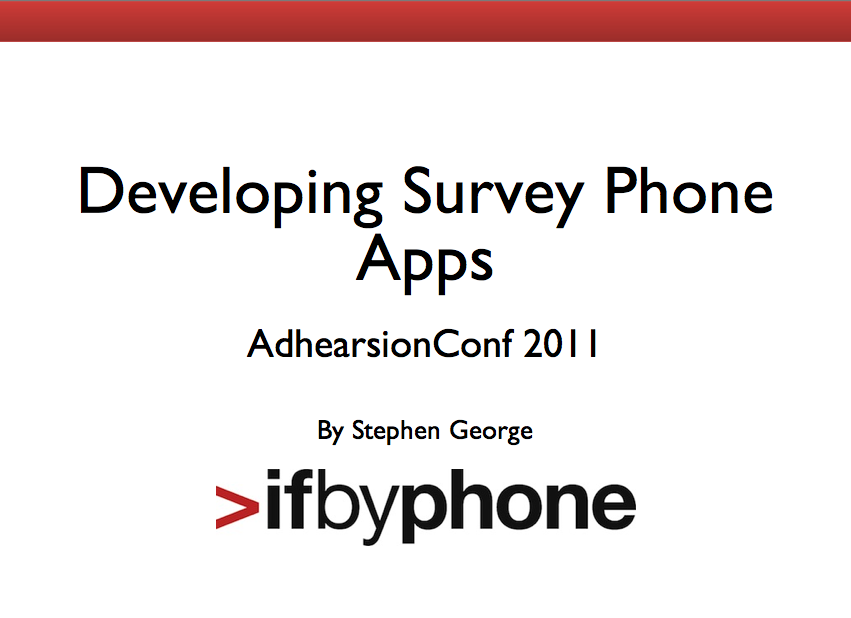 Developing Survey Phone
Apps
AdhearsionConf 2011
By Stephen George
>ifbyphone